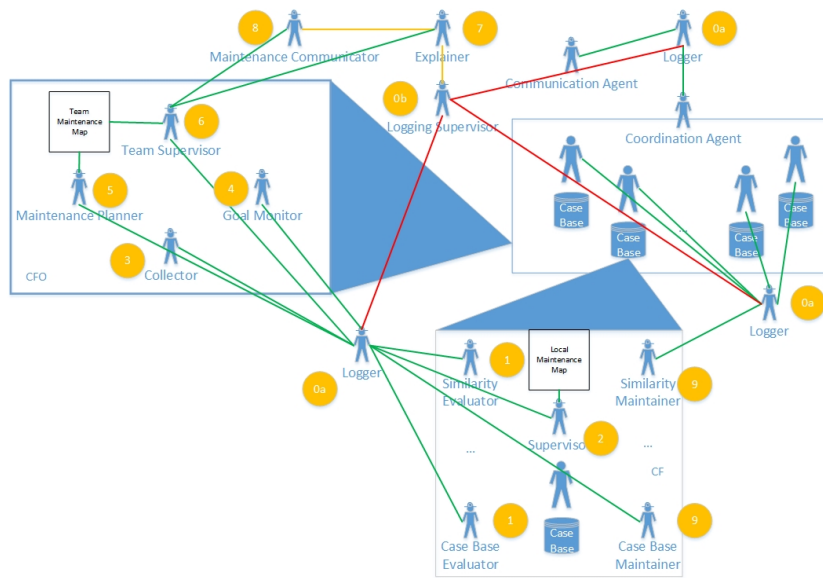 8
7
0a
Maintenance Communicator
Explainer
Logger
Communication Agent
Team
Maintenance
Map
6
0b
Logging Supervisor
Coordination Agent
Team Supervisor
5
4
Maintenance Planner
Goal Monitor
Case
Base
Case
Base
...
Case
Base
Case
Base
3
Collector
CFO
0a
Logger
Logger
0a
1
Local
Maintenance
Map
Similarity
Evaluator
Similarity
Maintainer
9
Supervisor
2
...
...
CF
1
9
Case
Base
Case Base
Evaluator
Case Base
Maintainer